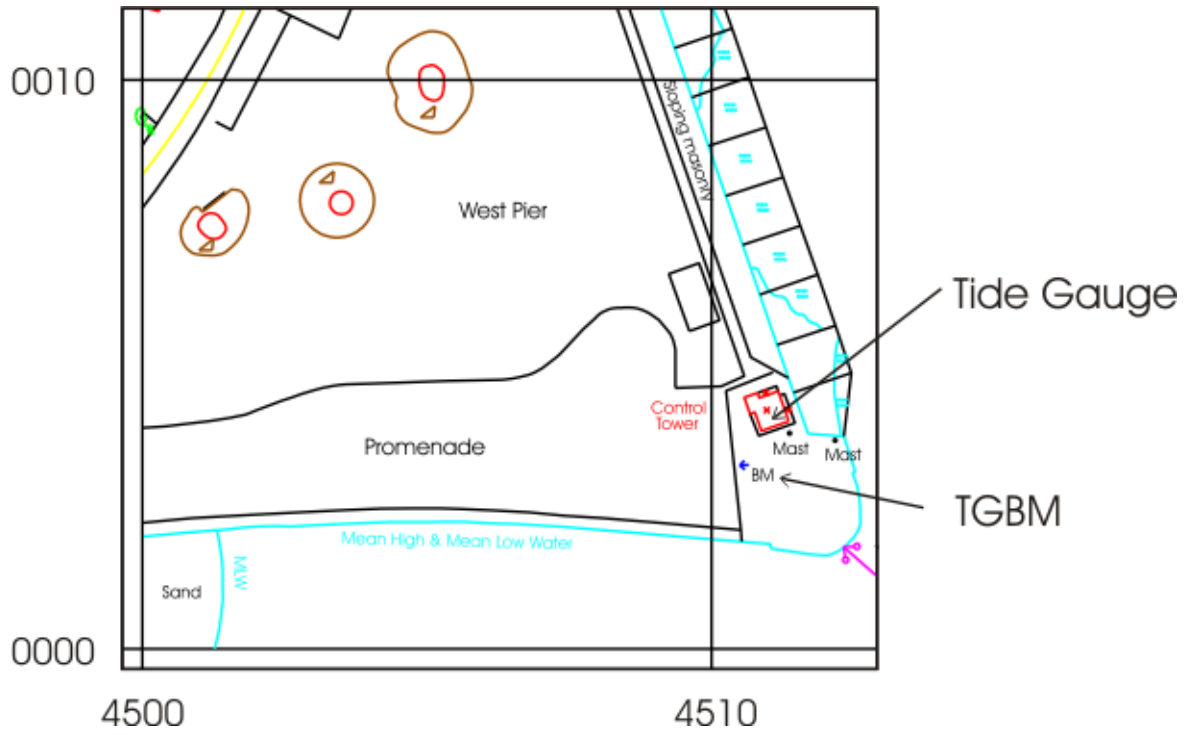 0010
Sloping masonry
West Pier
Tide Gauge
Control
Tower
Promenade
Mast
Mast
BM
TGBM
Mean High & Mean Low Water
MLW
Sand
0000
4500
4510